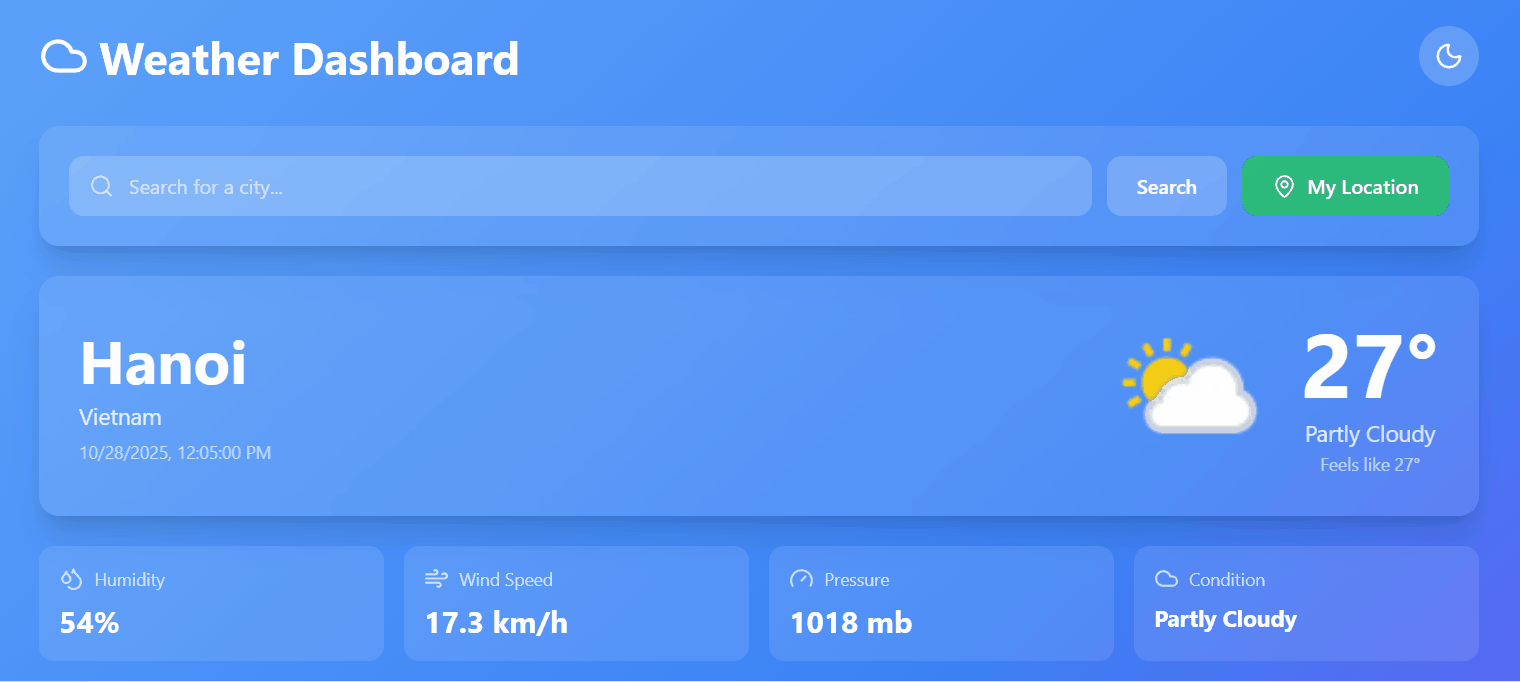 Weather Dashboard
Search for a city...
Search
My Location
Hanoi
Vietnam
10/28/2025, 12:05:00 PM
27°
Partly Cloudy
Feels like 27°
Humidity
54%
Wind Speed
17.3 km/h
Pressure
1018 mb
Condition
Partly Cloudy